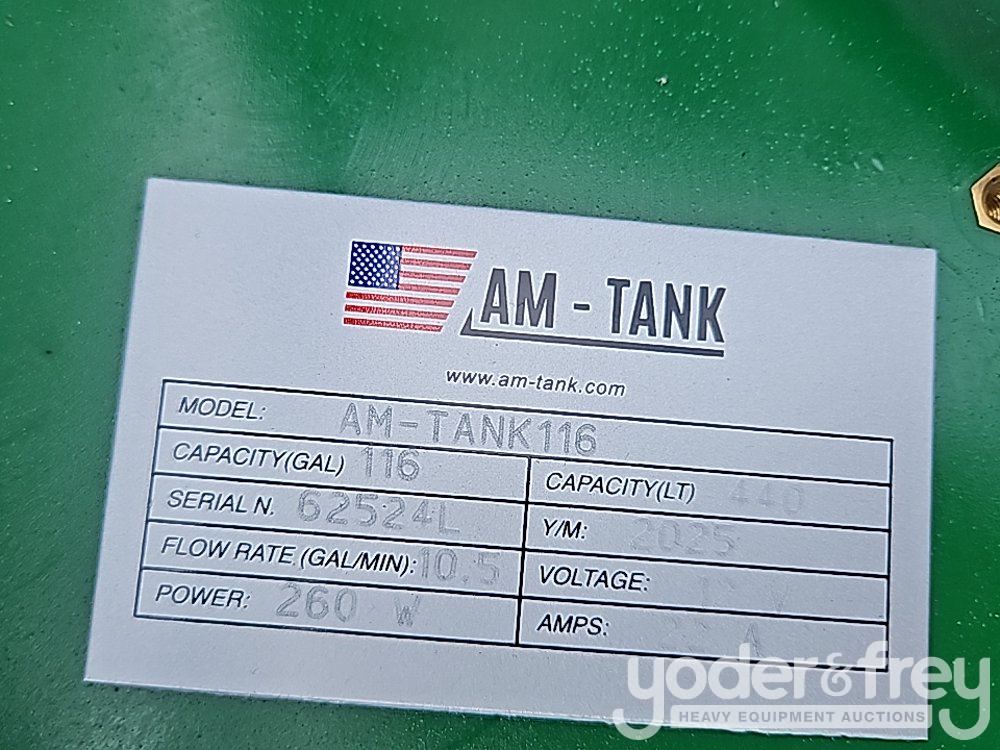 AM - TANK
www.am-tank.com
MODEL: AM-TANK116
CAPACITY(GAL) 116 CAPACITY(LT) 440
SERIAL N. 62524L Y/M: 2025
FLOW RATE (GAL/MIN): 10.5 VOLTAGE: V
POWER: 260 W AMPS: A
yoder&frey
HEAVY EQUIPMENT AUCTIONS